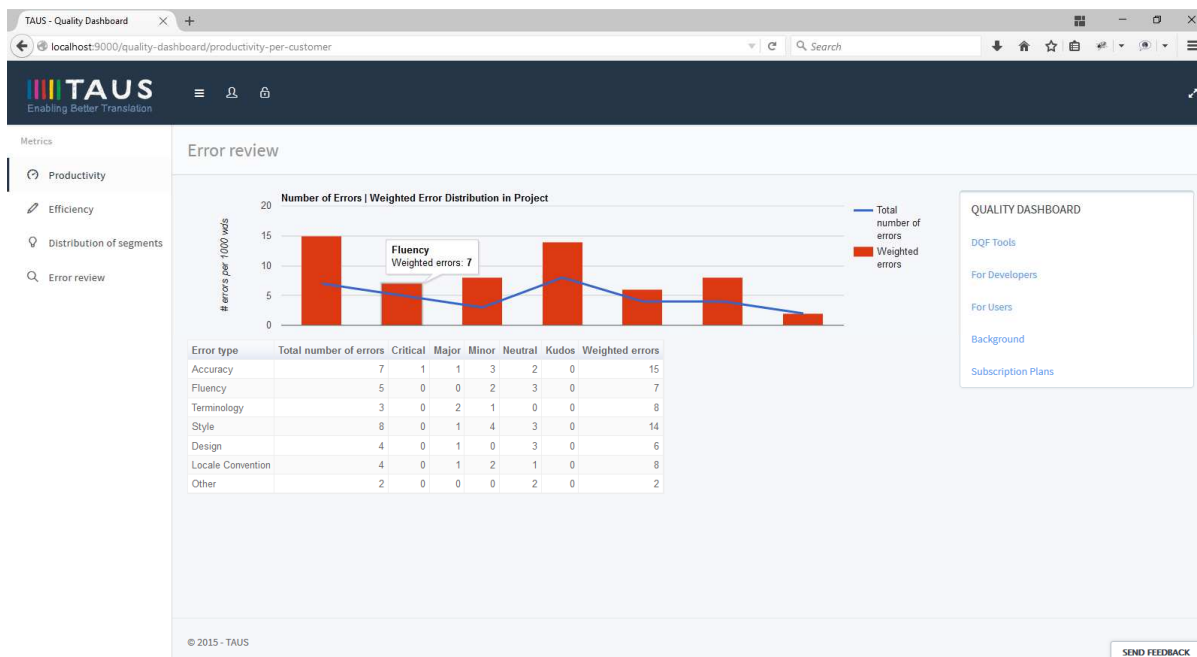 TAUS - Quality Dashboard
localhost:9000/quality-dashboard/productivity-per-customer
Search
TAUS
Enabling Better Translation
Metrics
Productivity
Efficiency
Distribution of segments
Error review
Error review
Number of Errors | Weighted Error Distribution in Project
# errors per 1000 wds
20
15
10
5
0
Fluency
Weighted errors: 7
Total
number of
errors
Weighted
errors
Error type Total number of errors Critical Major Minor Neutral Kudos Weighted errors
Accuracy 7 1 1 3 2 0 15
Fluency 5 0 0 2 3 0 7
Terminology 3 0 2 1 0 0 8
Style 8 0 1 4 3 0 14
Design 4 0 1 0 3 0 6
Locale Convention 4 0 1 2 1 0 8
Other 2 0 0 0 2 0 2
QUALITY DASHBOARD
DQF Tools
For Developers
For Users
Background
Subscription Plans
© 2015 - TAUS
SEND FEEDBACK